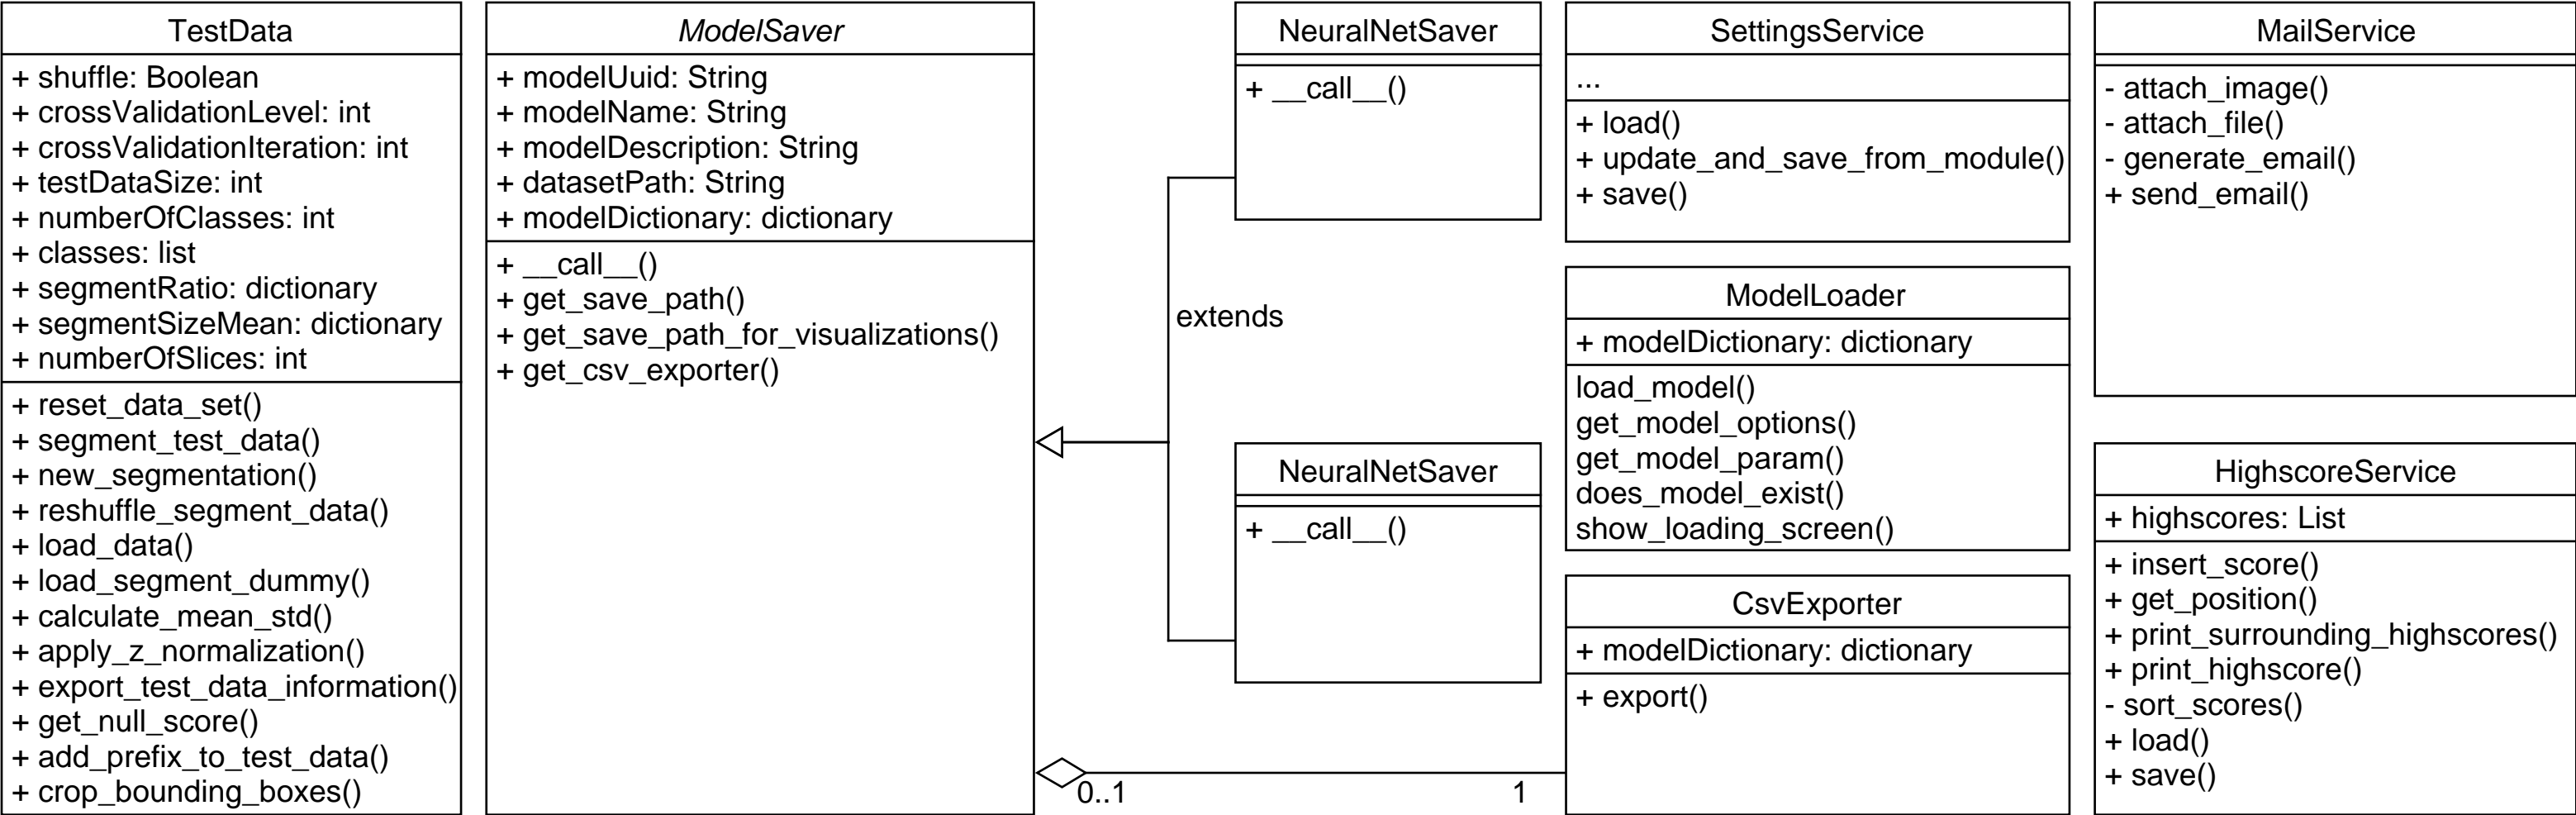 TestData
+ shuffle: Boolean
+ crossValidationLevel: int
+ crossValidationIteration: int
+ testDataSize: int
+ numberOfClasses: int
+ classes: list
+ segmentRatio: dictionary
+ segmentSizeMean: dictionary
+ numberOfSlices: int
+ reset_data_set()
+ segment_test_data()
+ new_segmentation()
+ reshuffle_segment_data()
+ load_data()
+ load_segment_dummy()
+ calculate_mean_std()
+ apply_z_normalization()
+ export_test_data_information()
+ get_null_score()
+ add_prefix_to_test_data()
+ crop_bounding_boxes()
ModelSaver
+ modelUuid: String
+ modelName: String
+ modelDescription: String
+ datasetPath: String
+ modelDictionary: dictionary
+ __call__()
+ get_save_path()
+ get_save_path_for_visualizations()
+ get_csv_exporter()
extends
0..1
1
NeuralNetSaver
+ __call__()
NeuralNetSaver
+ __call__()
SettingsService
...
+ load()
+ update_and_save_from_module()
+ save()
ModelLoader
+ modelDictionary: dictionary
load_model()
get_model_options()
get_model_param()
does_model_exist()
show_loading_screen()
CsvExporter
+ modelDictionary: dictionary
+ export()
MailService
- attach_image()
- attach_file()
- generate_email()
+ send_email()
HighscoreService
+ highscores: List
+ insert_score()
+ get_position()
+ print_surrounding_highscores()
+ print_highscore()
- sort_scores()
+ load()
+ save()